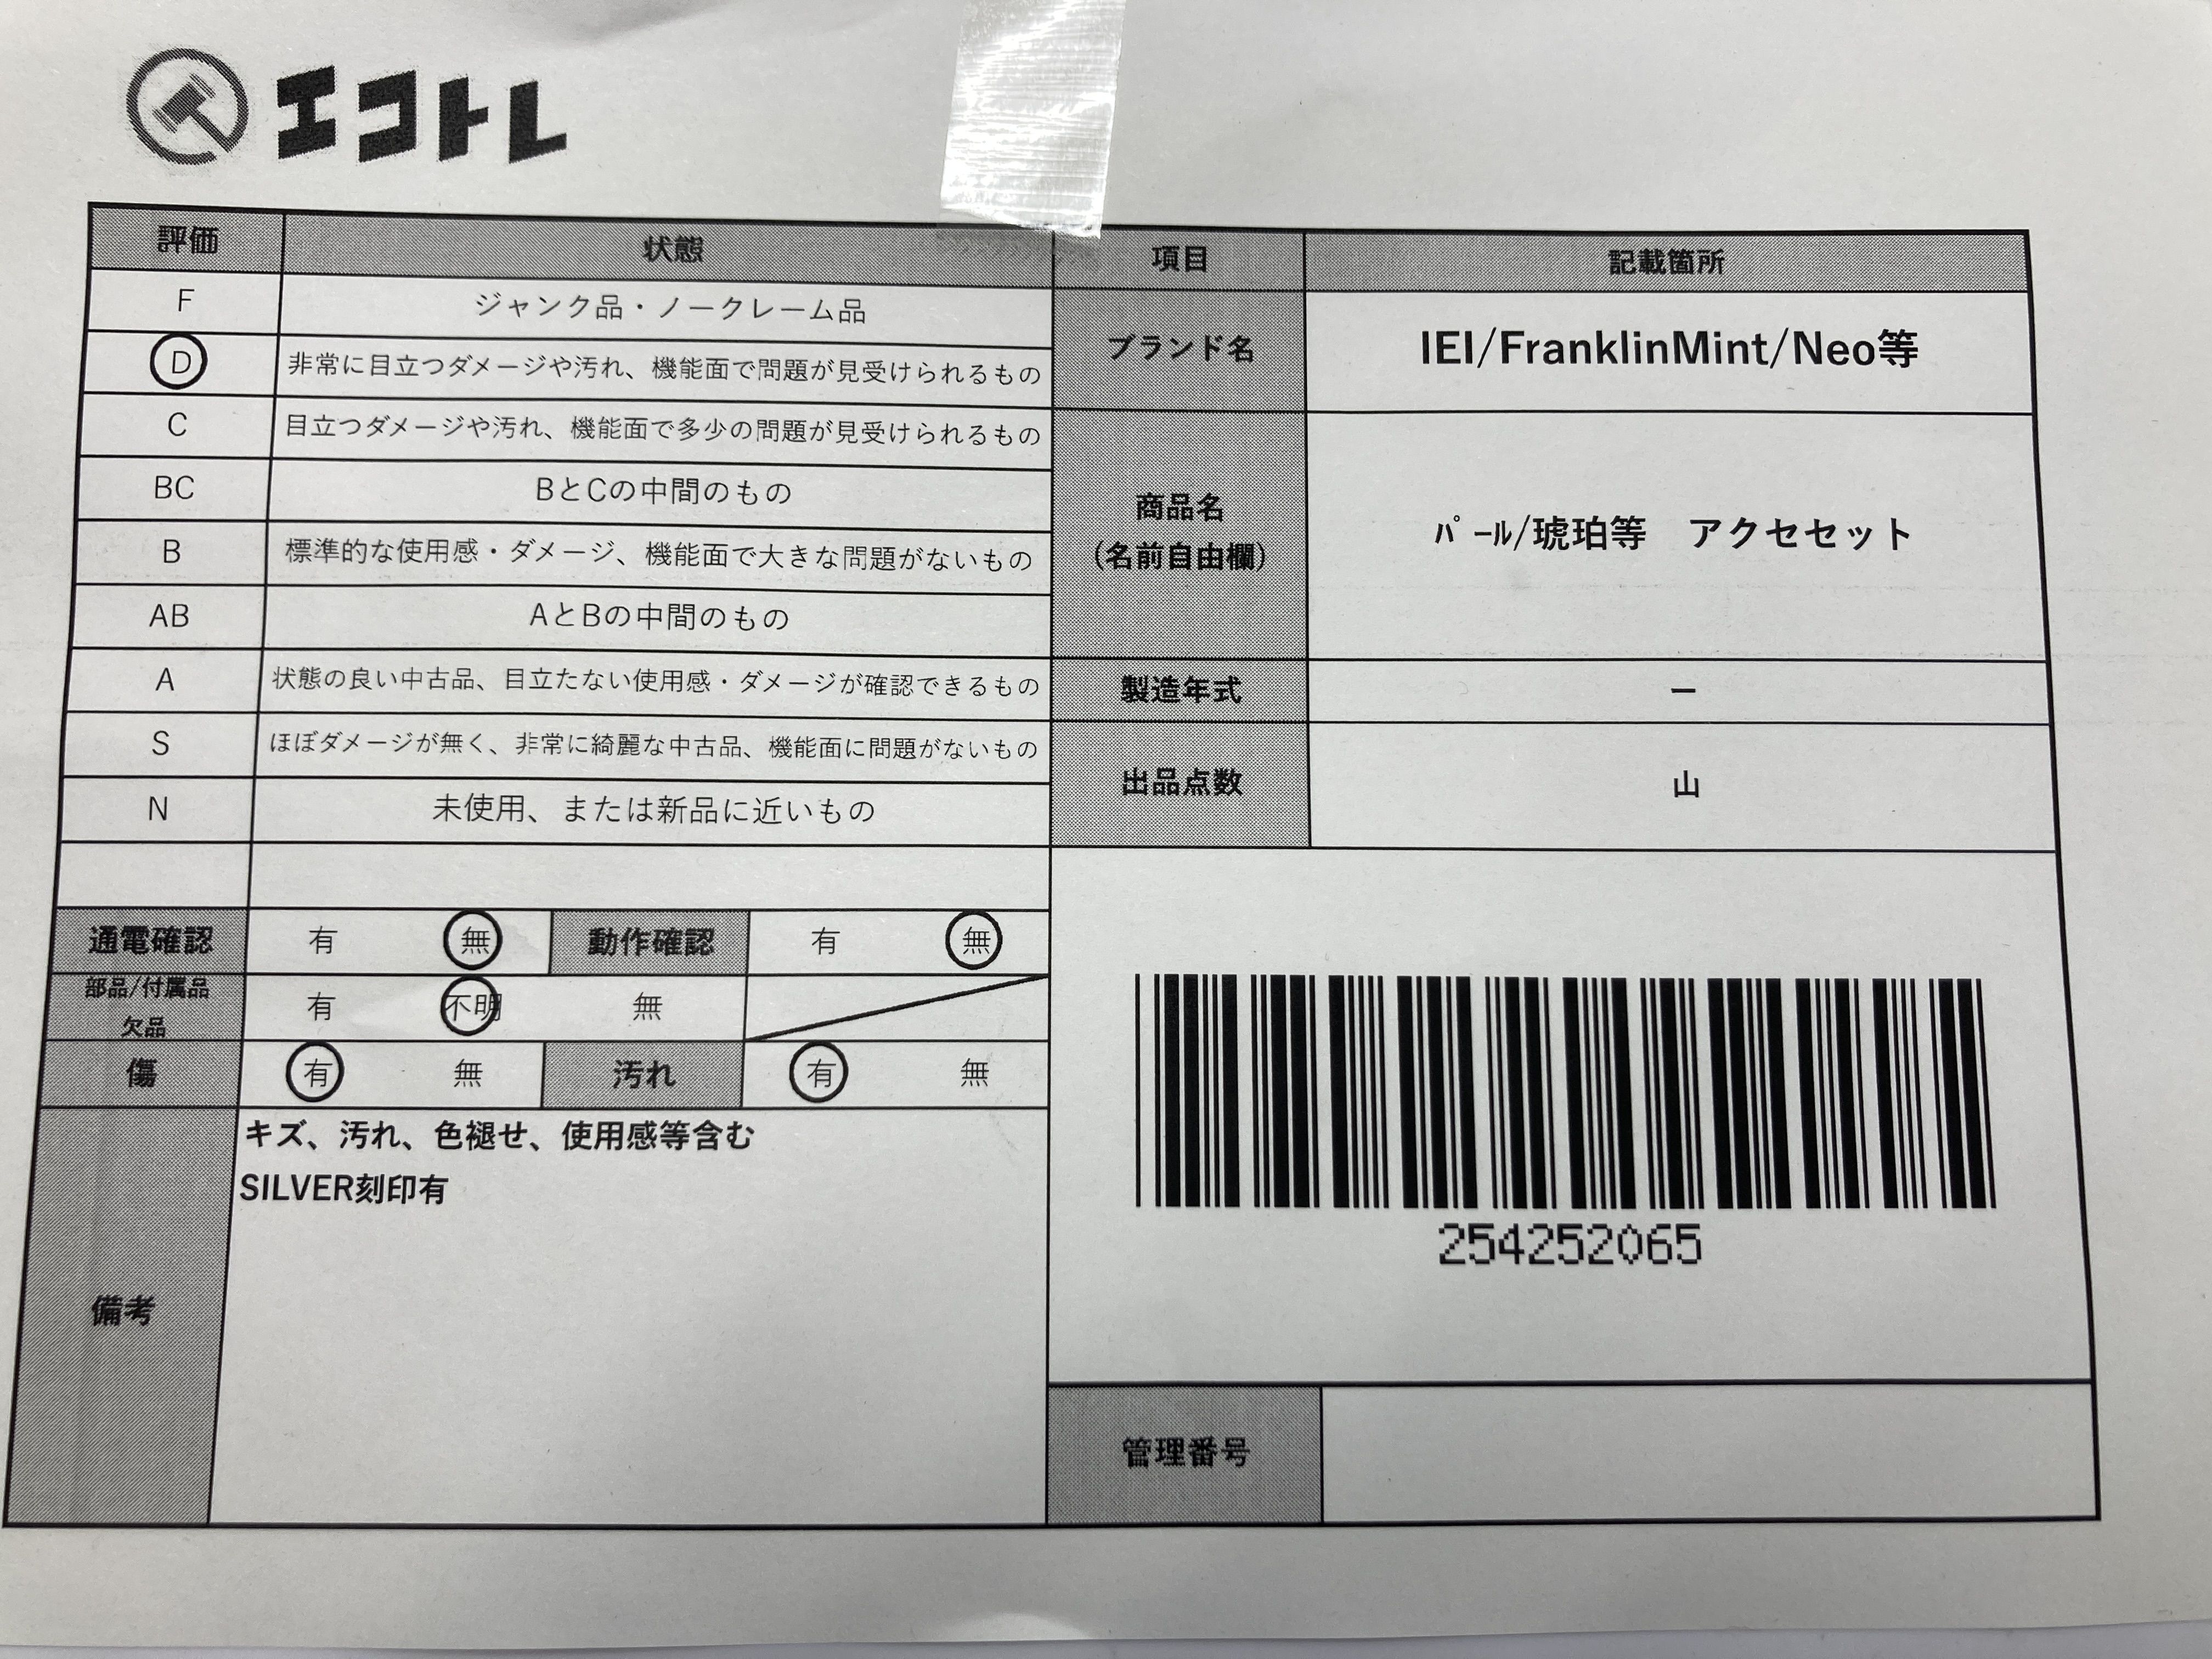 エコトレ
評価 状態
F ジャンク品・ノークレーム品
D 非常に目立つダメージや汚れ、機能面で問題が見受けられるもの
C 目立つダメージや汚れ、機能面で多少の問題が見受けられるもの
BC BとCの中間のもの
B 標準的な使用感・ダメージ、機能面で大きな問題がないもの
AB AとBの中間のもの
A 状態の良い中古品、目立たない使用感・ダメージが確認できるもの
S ほぼダメージが無く、非常に綺麗な中古品、機能面に問題がないもの
N 未使用、または新品に近いもの
通電確認 有 無 動作確認 有 無
部品/付属品
欠品
有 不明 無
傷 有 無 汚れ 有 無
備考
キズ、汚れ、色褪せ、使用感等含む
SILVER刻印有
項目 記載箇所
ブランド名 IEI/FranklinMint/Neo等
商品名
(名前自由欄)
ﾊﾟｰﾙ/琥珀等 アクセセット
製造年式 ー
出品点数 山
254252065
管理番号